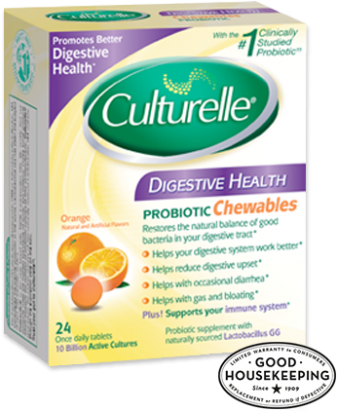 Promotes Better
Digestive
Health*
With the
#1 Clinically
Studied
Probiotic**
Culturelle®
DIGESTIVE HEALTH
PROBIOTIC Chewables
Restores the natural balance of good
bacteria in your digestive tract*
Helps your digestive system work better*
Helps reduce digestive upset*
Helps with occasional diarrhea*
Helps with gas and bloating*
Plus! Supports your immune system*
Orange
Natural and Artificial Flavors
24
Once daily tablets
10 Billion Active Cultures
Probiotic supplement with
naturally sourced Lactobacillus GG
LIMITED WARRANTY TO CONSUMERS
GOOD
HOUSEKEEPING
Since ★ 1909
REPLACEMENT OR REFUND IF DEFECTIVE